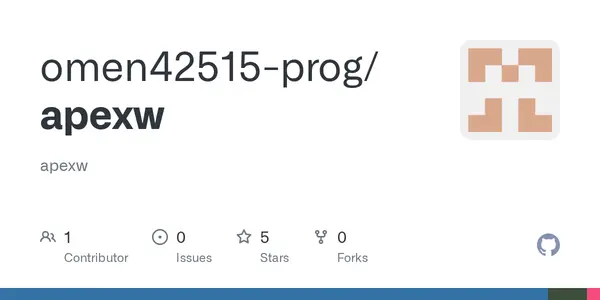 omen42515-prog/
apexw
apexw
1 0 5 0
Contributor Issues Stars Forks